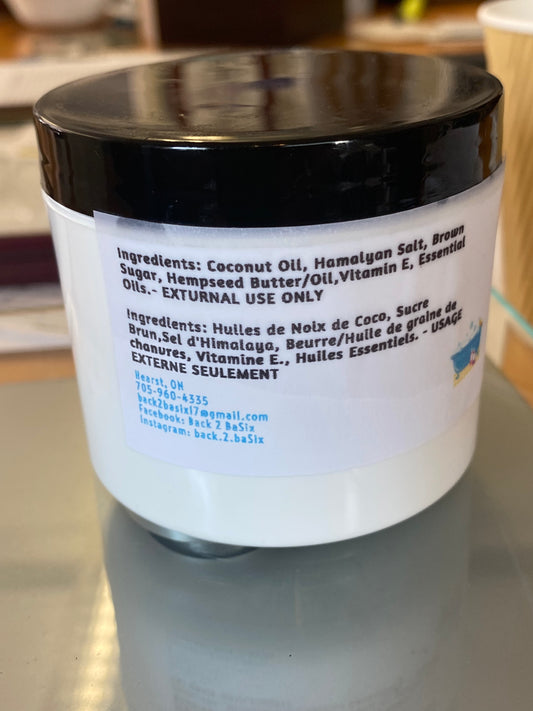 Ingredients: Coconut Oil, Hamalyan Salt, Brown
Sugar, Hempseed Butter/Oil,Vitamin E, Essential
Oils.- EXTURNAL USE ONLY
Ingredients: Huiles de Noix de Coco, Sucre
Brun,Sel d'Himalaya, Beurre/Huile de graine de
chanvres, Vitamine E., Huiles Essentiels. - USAGE
EXTERNE SEULEMENT
Hearst, ON
705-960-4335
back2basix17@gmail.com
Facebook: Back 2 BaSix
Instagram: back.2.baSix